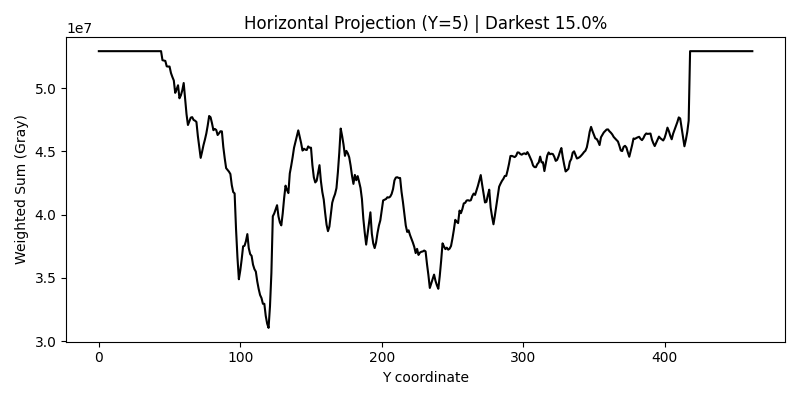 Horizontal Projection (Y=5) | Darkest 15.0%
1e7
5.0
4.5
4.0
3.5
3.0
Weighted Sum (Gray)
0 100 200 300 400
Y coordinate